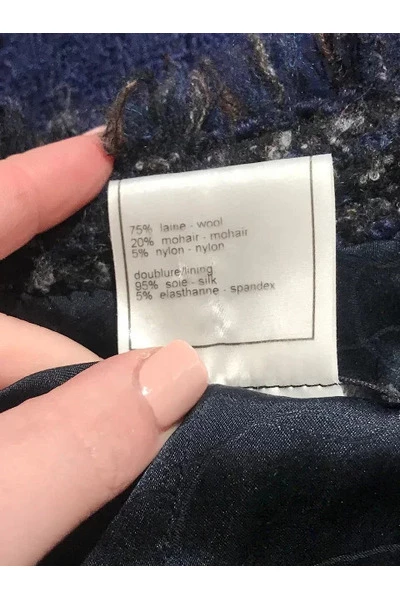 75% laine - wool
20% mohair - mohair
5% nylon - nylon
doublure/lining
95% soie - silk
5% elasthanne - spandex